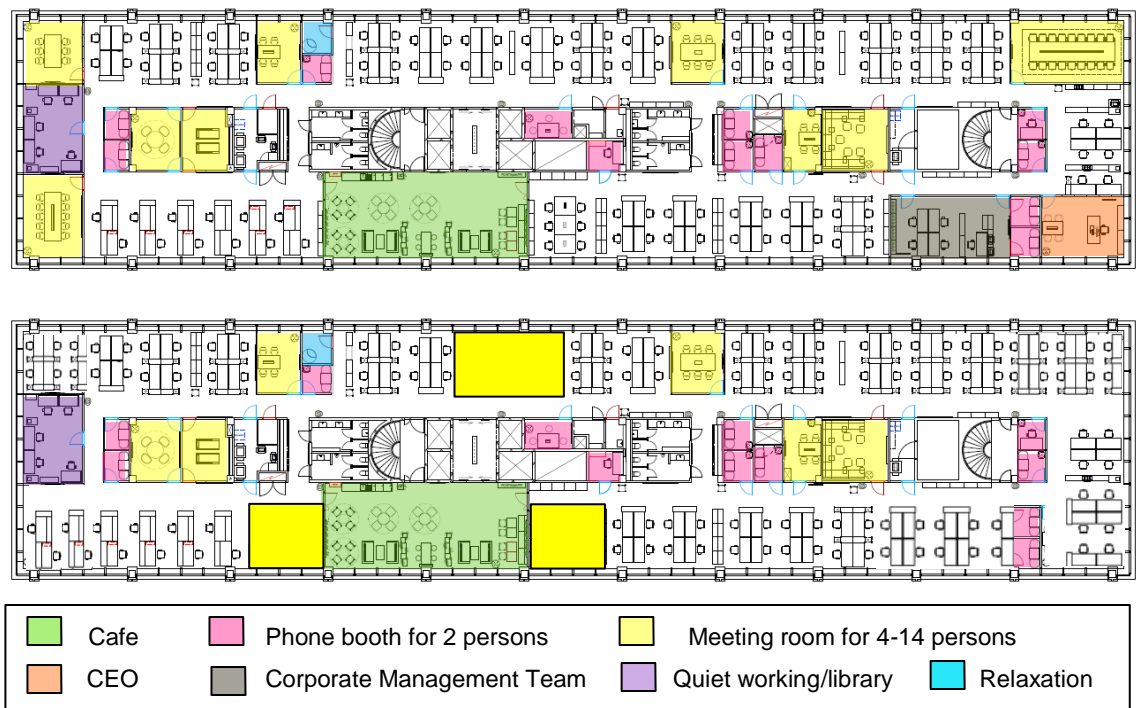 Cafe
Phone booth for 2 persons
Meeting room for 4-14 persons
CEO
Corporate Management Team
Quiet working/library
Relaxation